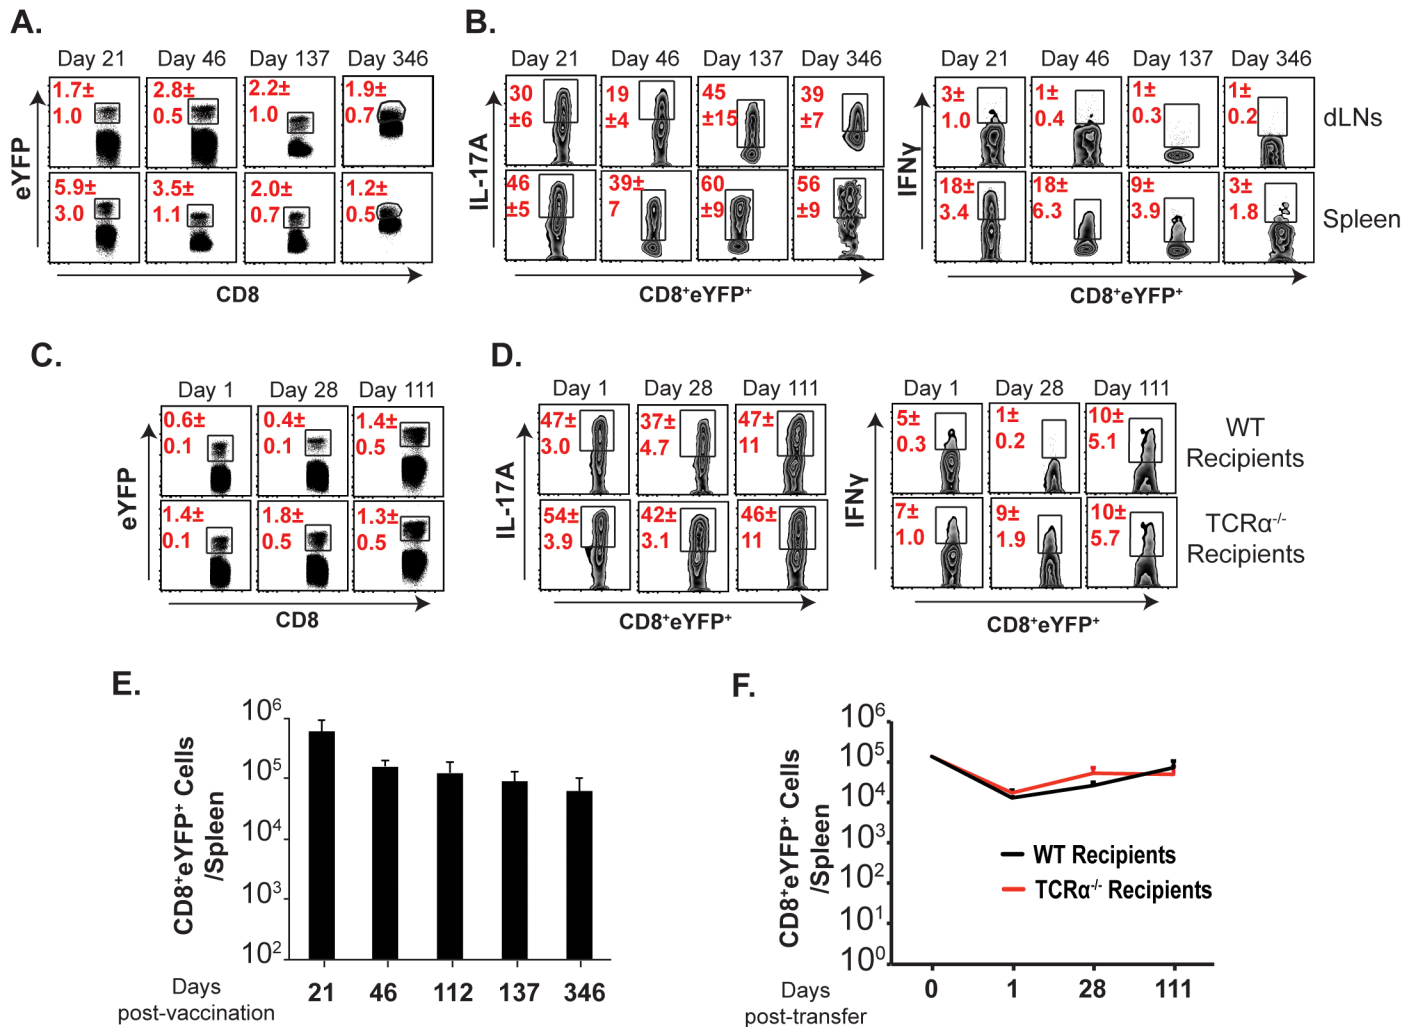 A.
Day 21 Day 46 Day 137 Day 346
1.7± 2.8± 2.2± 1.9±
1.0 0.5 1.0 0.7
5.9± 3.5± 2.0± 1.2±
3.0 1.1 0.7 0.5
eYFP
CD8
B.
Day 21 Day 46 Day 137 Day 346
30 19 45 39
±6 ±4 ±15 ±7
46 39± 60 56
±5 7 ±9 ±9
IL-17A
CD8⁺eYFP⁺
Day 21 Day 46 Day 137 Day 346
3± 1± 1± 1±
1.0 0.4 0.3 0.2
dLNs
18± 18± 9± 3±
3.4 6.3 3.9 1.8
Spleen
IFNγ
CD8⁺eYFP⁺
C.
Day 1 Day 28 Day 111
0.6± 0.4± 1.4±
0.1 0.1 0.5
1.4± 1.8± 1.3±
0.1 0.5 0.5
eYFP
CD8
D.
Day 1 Day 28 Day 111
47± 37± 47±
3.0 4.7 11
54± 42± 46±
3.9 3.1 11
IL-17A
CD8⁺eYFP⁺
Day 1 Day 28 Day 111
5± 1± 10±
0.3 0.2 5.1
WT
Recipients
7± 9± 10±
1.0 1.9 5.7
TCRα⁻/⁻
Recipients
IFNγ
CD8⁺eYFP⁺
E.
CD8⁺eYFP⁺ Cells
/Spleen
10⁶
10⁵
10⁴
10³
10²
21 46 112 137 346
Days
post-vaccination
F.
CD8⁺eYFP⁺ Cells
/Spleen
10⁶
10⁵
10⁴
10³
10²
10¹
10⁰
WT Recipients
TCRα⁻/⁻ Recipients
0 1 28 111
Days
post-transfer